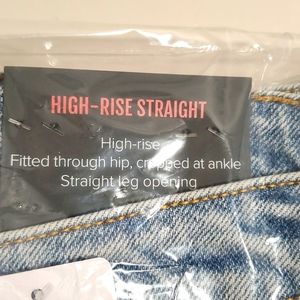 HIGH-RISE STRAIGHT
High-rise
Fitted through hip, cropped at ankle
Straight leg opening